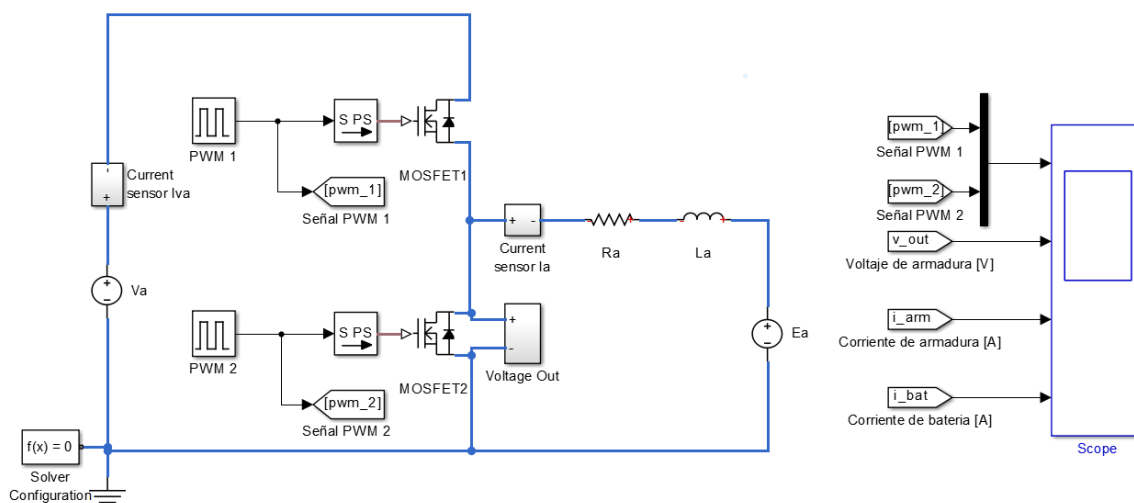 PWM 1
S PS
MOSFET1
[pwm_1]
Señal PWM 1
-
+
Current
sensor Iva
+
-
Current
sensor Ia
Ra
La
+
-
Va
PWM 2
S PS
MOSFET2
[pwm_2]
Señal PWM 2
+
-
Voltage Out
+
-
Ea
f(x) = 0
Solver
Configuration
[pwm_1]
Señal PWM 1
[pwm_2]
Señal PWM 2
v_out
Voltaje de armadura [V]
i_arm
Corriente de armadura [A]
i_bat
Corriente de bateria [A]
Scope